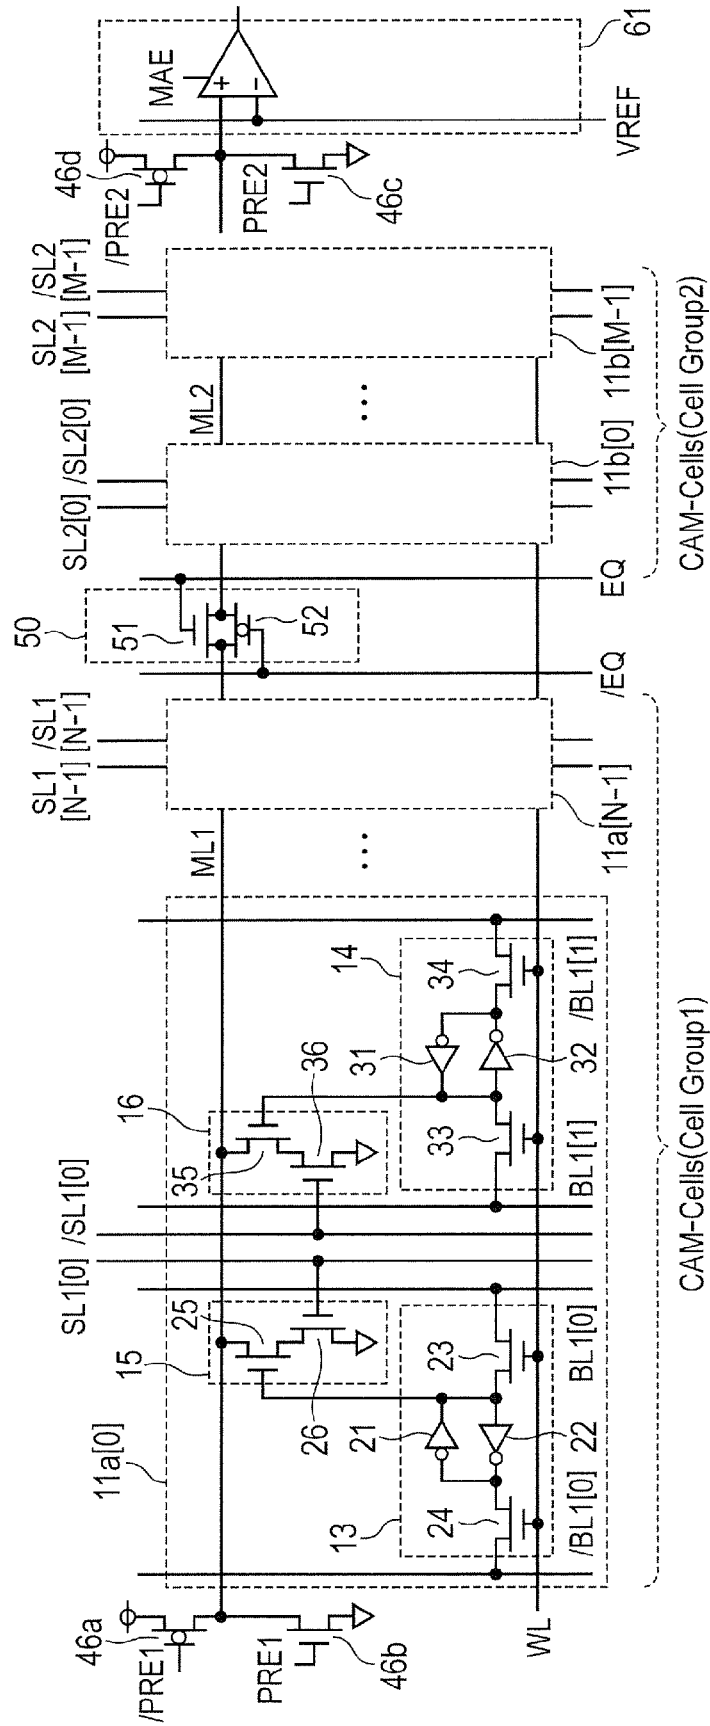 46a
/PRE1
PRE1
46b
WL
11a[0]
15
25
26
SL1[0]
/SL1[0]
16
35
36
13
21
22
23
24
/BL1[0]
BL1[0]
14
31
32
33
34
BL1[1]
/BL1[1]
ML1
...
SL1
[N-1]
/SL1
[N-1]
11a[N-1]
CAM-Cells(Cell Group1)
50
51
52
/EQ
EQ
SL2[0]
/SL2[0]
11b[0]
ML2
...
SL2
[M-1]
/SL2
[M-1]
11b[M-1]
CAM-Cells(Cell Group2)
46d
/PRE2
PRE2
46c
MAE
+
−
VREF
61